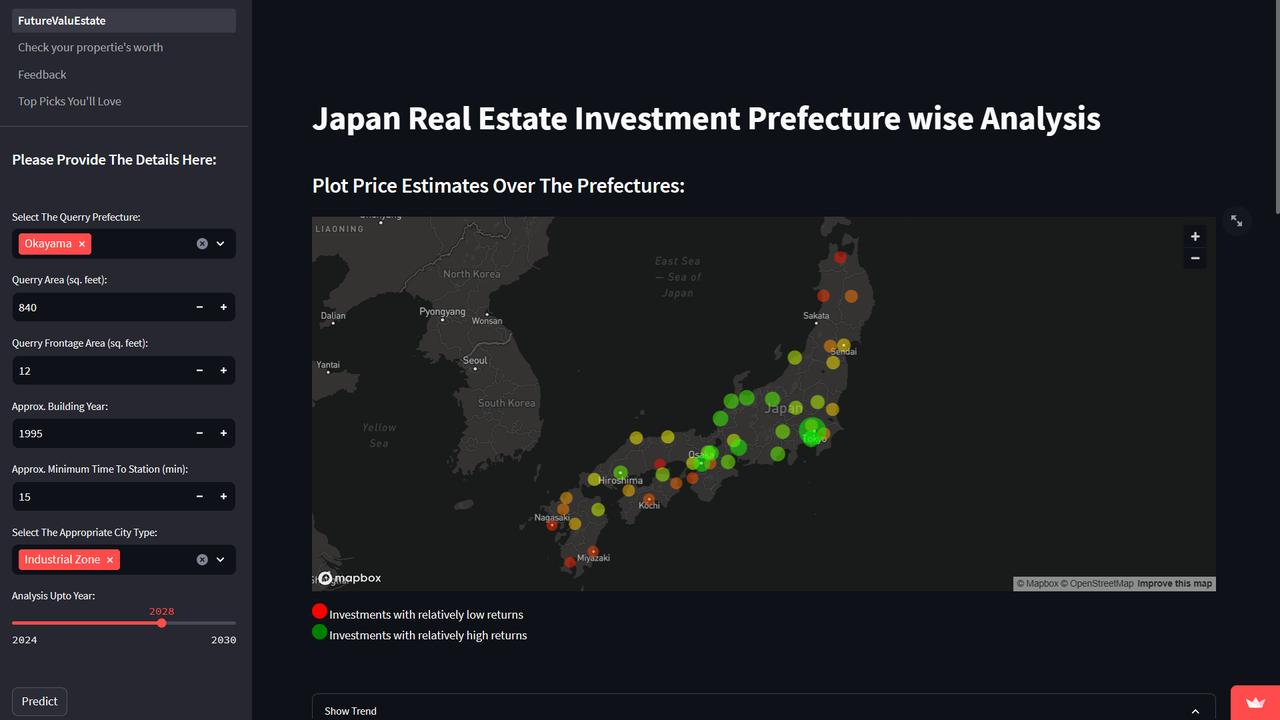 FutureValuEstate
Check your propertie's worth
Feedback
Top Picks You'll Love
Please Provide The Details Here:
Select The Querry Prefecture:
Okayama ×
Querry Area (sq. feet):
840
Querry Frontage Area (sq. feet):
12
Approx. Building Year:
1995
Approx. Minimum Time To Station (min):
15
Select The Appropriate City Type:
Industrial Zone ×
Analysis Upto Year:
2028
2024 2030
Predict
Japan Real Estate Investment Prefecture wise Analysis
Plot Price Estimates Over The Prefectures:
LIAONING
East Sea
— Sea of
Japan
North Korea
Pyongyang
Dalian
Wonsan
Sakata
Sendai
Seoul
Yantai
South Korea
Japan
Yellow
Sea
Tokyo
Osaka
Hiroshima
Kochi
Nagasaki
Miyazaki
mapbox
© Mapbox © OpenStreetMap Improve this map
Investments with relatively low returns
Investments with relatively high returns
Show Trend